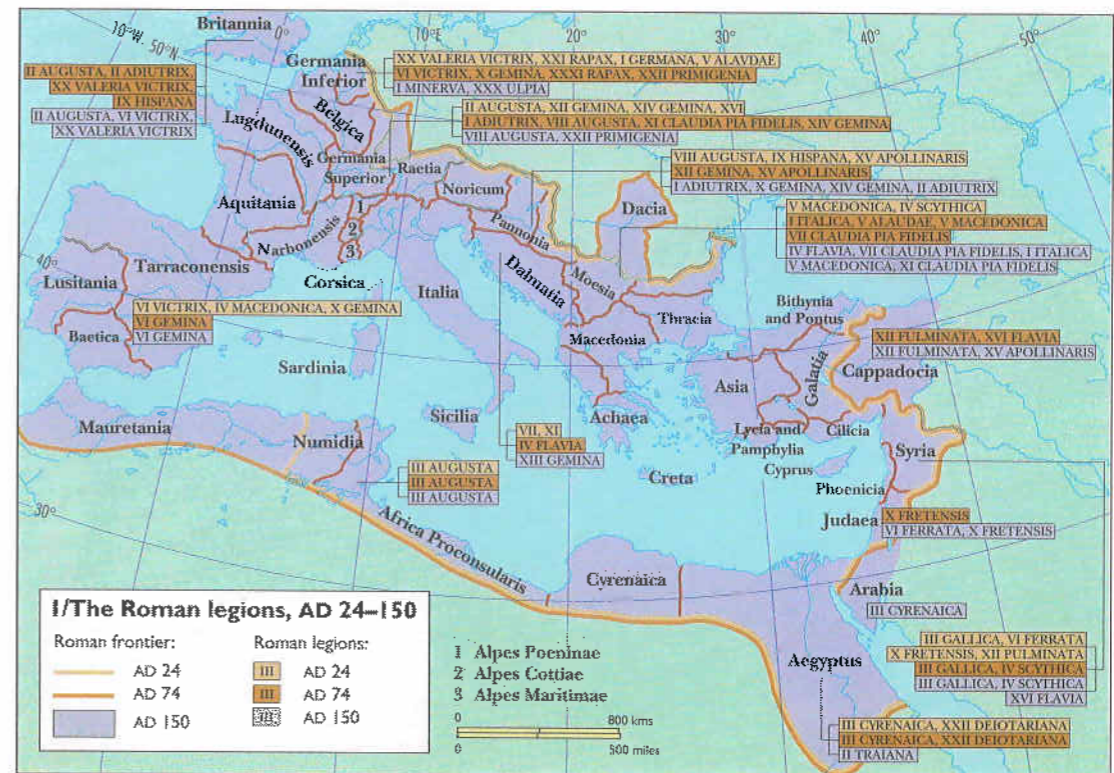 10°W.
50°N
0°
10°E
20°
30°
40°
50°
Britannia
II AUGUSTA, II ADIUTRIX,
XX VALERIA VICTRIX
IX HISPANA
II AUGUSTA, VI VICTRIX,
XX VALERIA VICTRIX
Germania
Inferior
XX VALERIA VICTRIX, XXI RAPAX, I GERMANA, V ALAVDAE
VI VICTRIX, X GEMINA, XXXI RAPAX, XXII PRIMIGENIA
I MINERVA, XXX ULPIA
Belgica
Lugdunensis
Germania
Superior
II AUGUSTA, XII GEMINA, XIV GEMINA, XVI
I ADIUTRIX, VIII AUGUSTA, XI CLAUDIA PIA FIDELIS, XIV GEMINA
VIII AUGUSTA, XXII PRIMIGENIA
Raetia
Noricum
Pannonia
VIII AUGUSTA, IX HISPANA, XV APOLLINARIS
XII GEMINA, XV APOLLINARIS
I ADIUTRIX, X GEMINA, XIV GEMINA, II ADIUTRIX
Dacia
V MACEDONICA, IV SCYTHICA
I ITALICA, V ALAUDAE, V MACEDONICA
VII CLAUDIA PIA FIDELIS
IV FLAVIA, VII CLAUDIA PIA FIDELIS, I ITALICA
V MACEDONICA, XI CLAUDIA PIA FIDELIS
Aquitania
1
2
3
Narbonensis
40°
Tarraconensis
Lusitania
Baetica
VI VICTRIX, IV MACEDONICA, X GEMINA
VI GEMINA
VI GEMINA
Corsica
Italia
Dalmatia
Moesia
Thracia
Macedonia
Bithynia
and Pontus
XII FULMINATA, XVI FLAVIA
XII FULMINATA, XV APOLLINARIS
Cappadocia
Galatia
Asia
Sardinia
Sicilia
Achaea
Lycia and
Pamphylia
Cilicia
Cyprus
Syria
Mauretania
Numidia
VII, XI
IV FLAVIA
XIII GEMINA
III AUGUSTA
III AUGUSTA
III AUGUSTA
Creta
Phoenicia
Judaea
X FRETENSIS
VI FERRATA, X FRETENSIS
30°
Africa Proconsularis
Cyrenaica
Arabia
III CYRENAICA
III GALLICA, VI FERRATA
X FRETENSIS, XII PULMINATA
III GALLICA, IV SCYTHICA
III GALLICA, IV SCYTHICA
XVI FLAVIA
Aegyptus
III CYRENAICA, XXII DEIOTARIANA
III CYRENAICA, XXII DEIOTARIANA
II TRAIANA
1/The Roman legions, AD 24–150
Roman frontier:
AD 24
AD 74
AD 150
Roman legions:
III AD 24
III AD 74
III AD 150
1 Alpes Poeninae
2 Alpes Cottiae
3 Alpes Maritimae
0 800 kms
0 500 miles